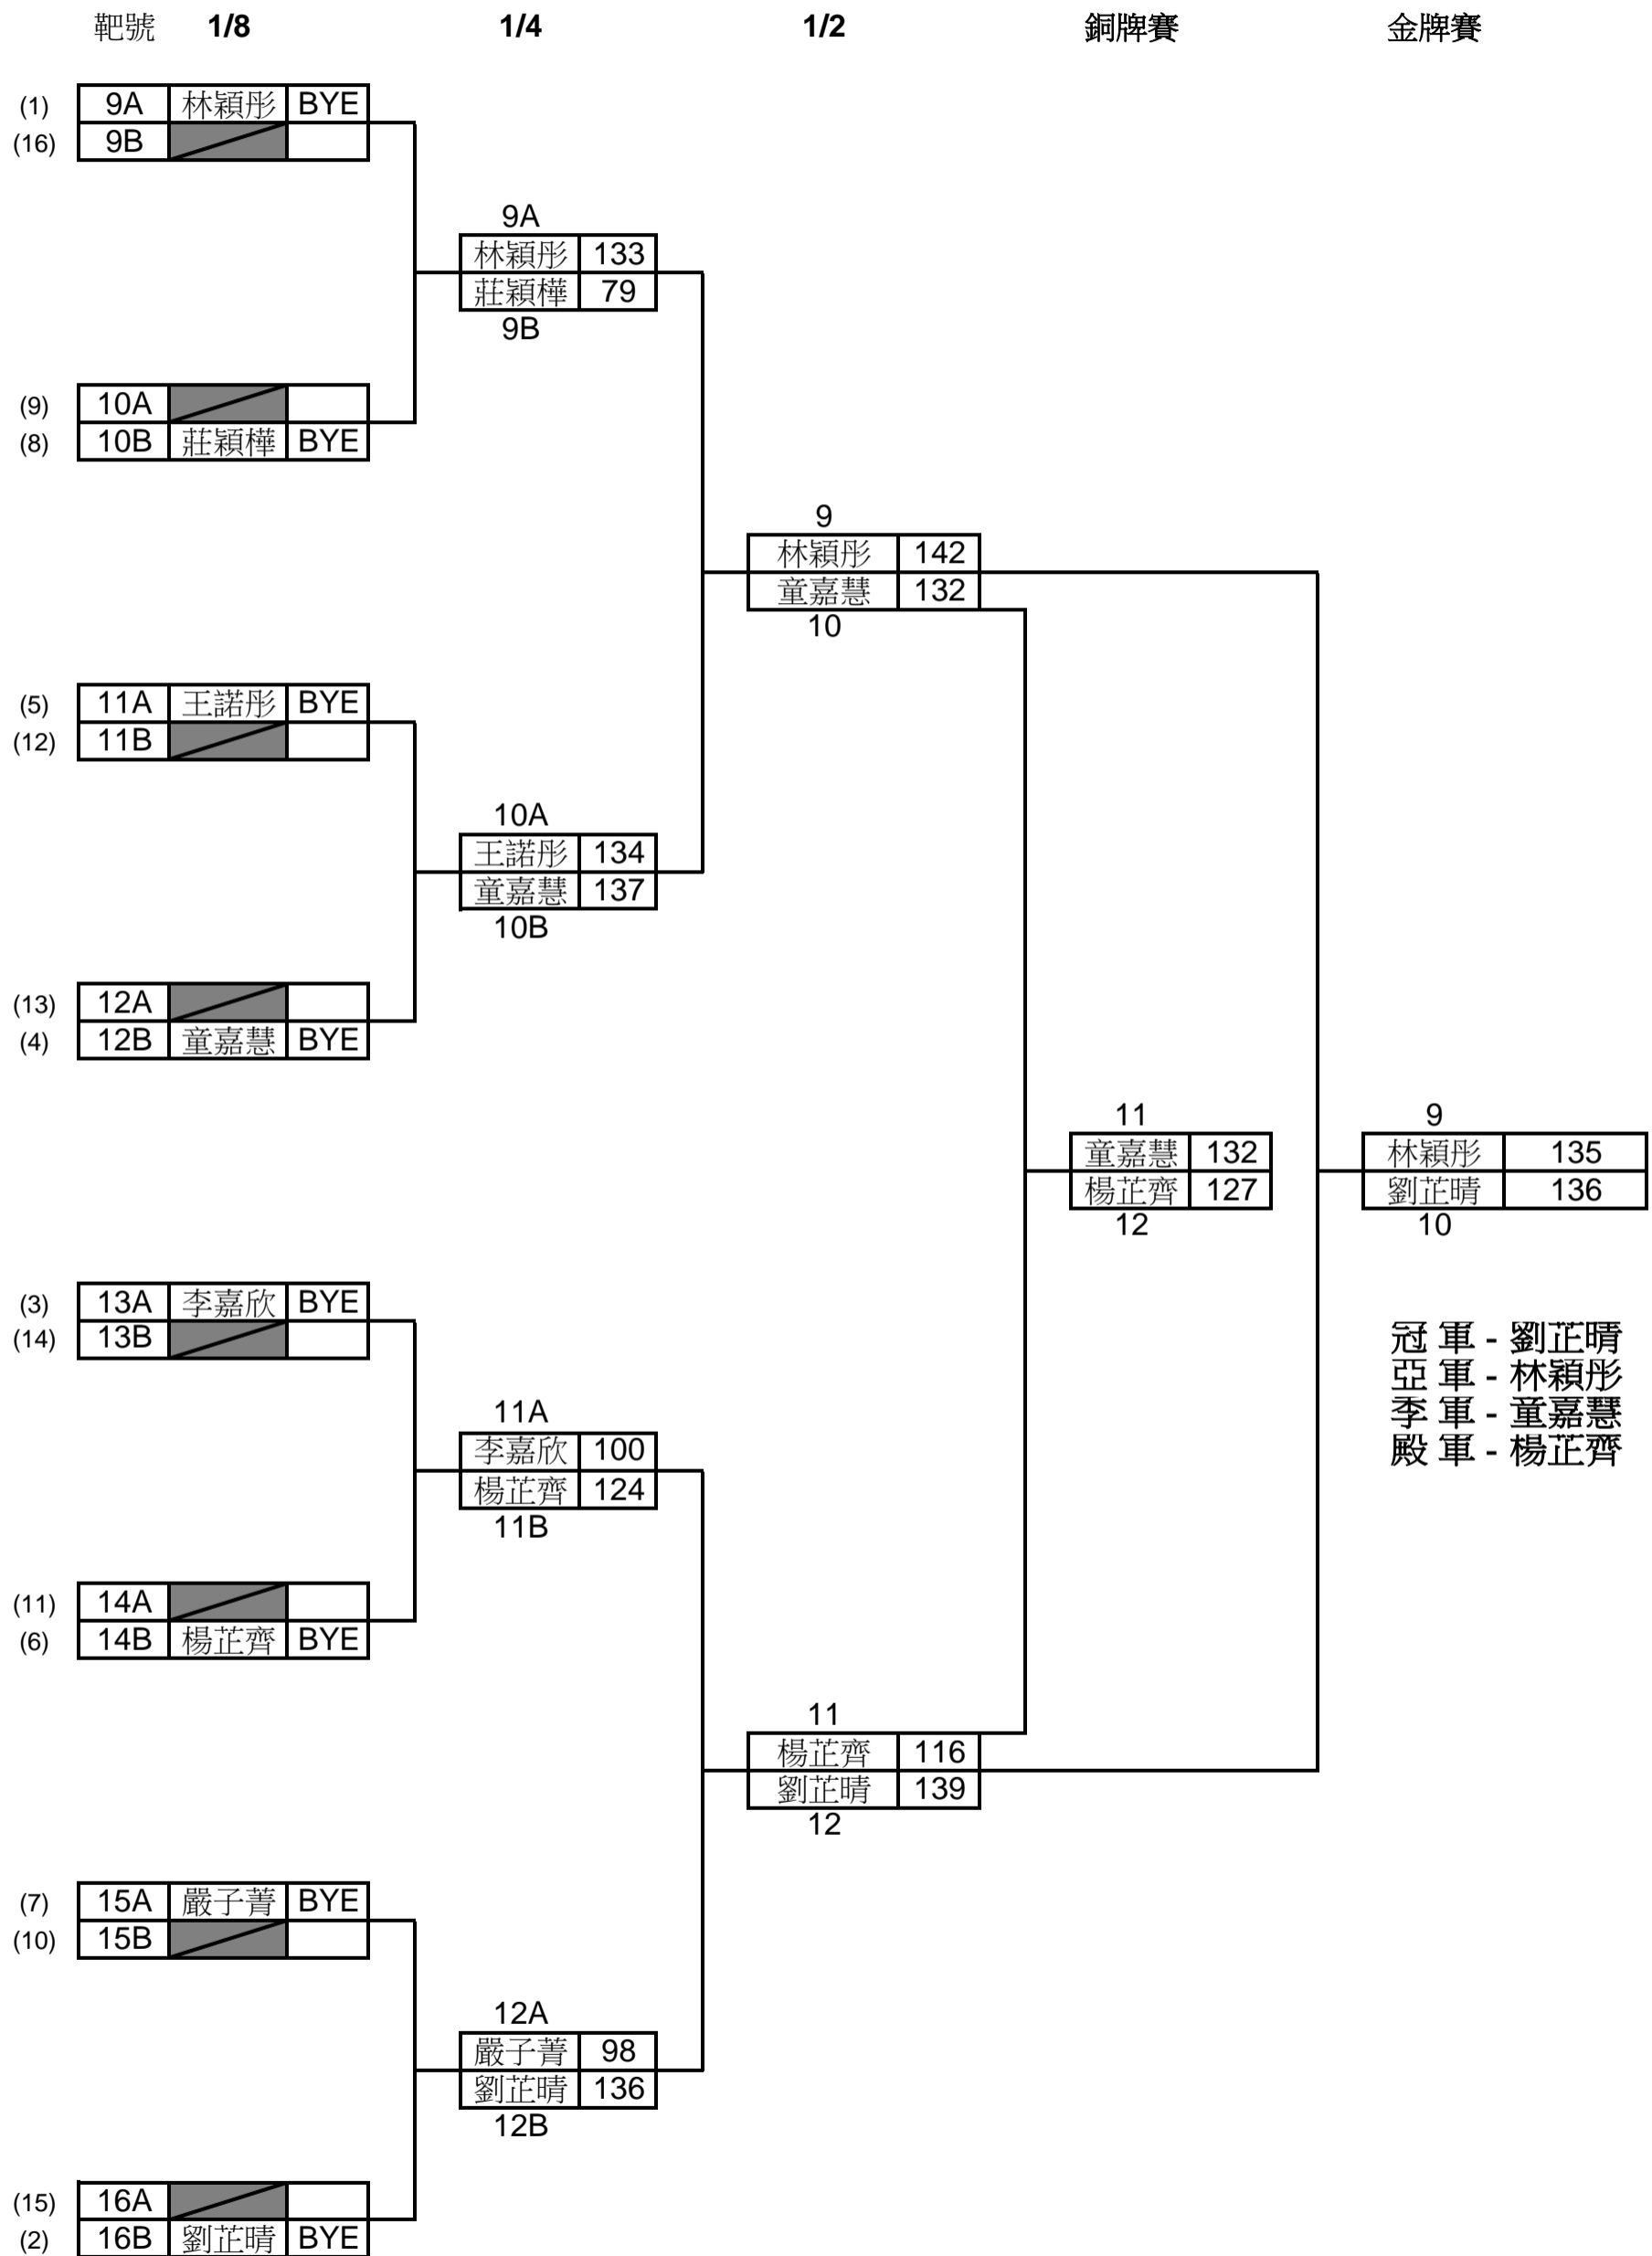 靶號 1/8 1/4 1/2 銅牌賽 金牌賽
(1) 9A 林穎彤 BYE
(16) 9B
9A
林穎彤 133
莊穎樺 79
9B
(9) 10A
(8) 10B 莊穎樺 BYE
9
林穎彤 142
童嘉慧 132
10
(5) 11A 王諾彤 BYE
(12) 11B
10A
王諾彤 134
童嘉慧 137
10B
(13) 12A
(4) 12B 童嘉慧 BYE
11 9
童嘉慧 132 林穎彤 135
楊芷齊 127 劉芷晴 136
12 10
(3) 13A 李嘉欣 BYE
(14) 13B
冠 軍 - 劉芷晴
亞 軍 - 林穎彤
季 軍 - 童嘉慧
殿 軍 - 楊芷齊
11A
李嘉欣 100
楊芷齊 124
11B
(11) 14A
(6) 14B 楊芷齊 BYE
11
楊芷齊 116
劉芷晴 139
12
(7) 15A 嚴子菁 BYE
(10) 15B
12A
嚴子菁 98
劉芷晴 136
12B
(15) 16A
(2) 16B 劉芷晴 BYE